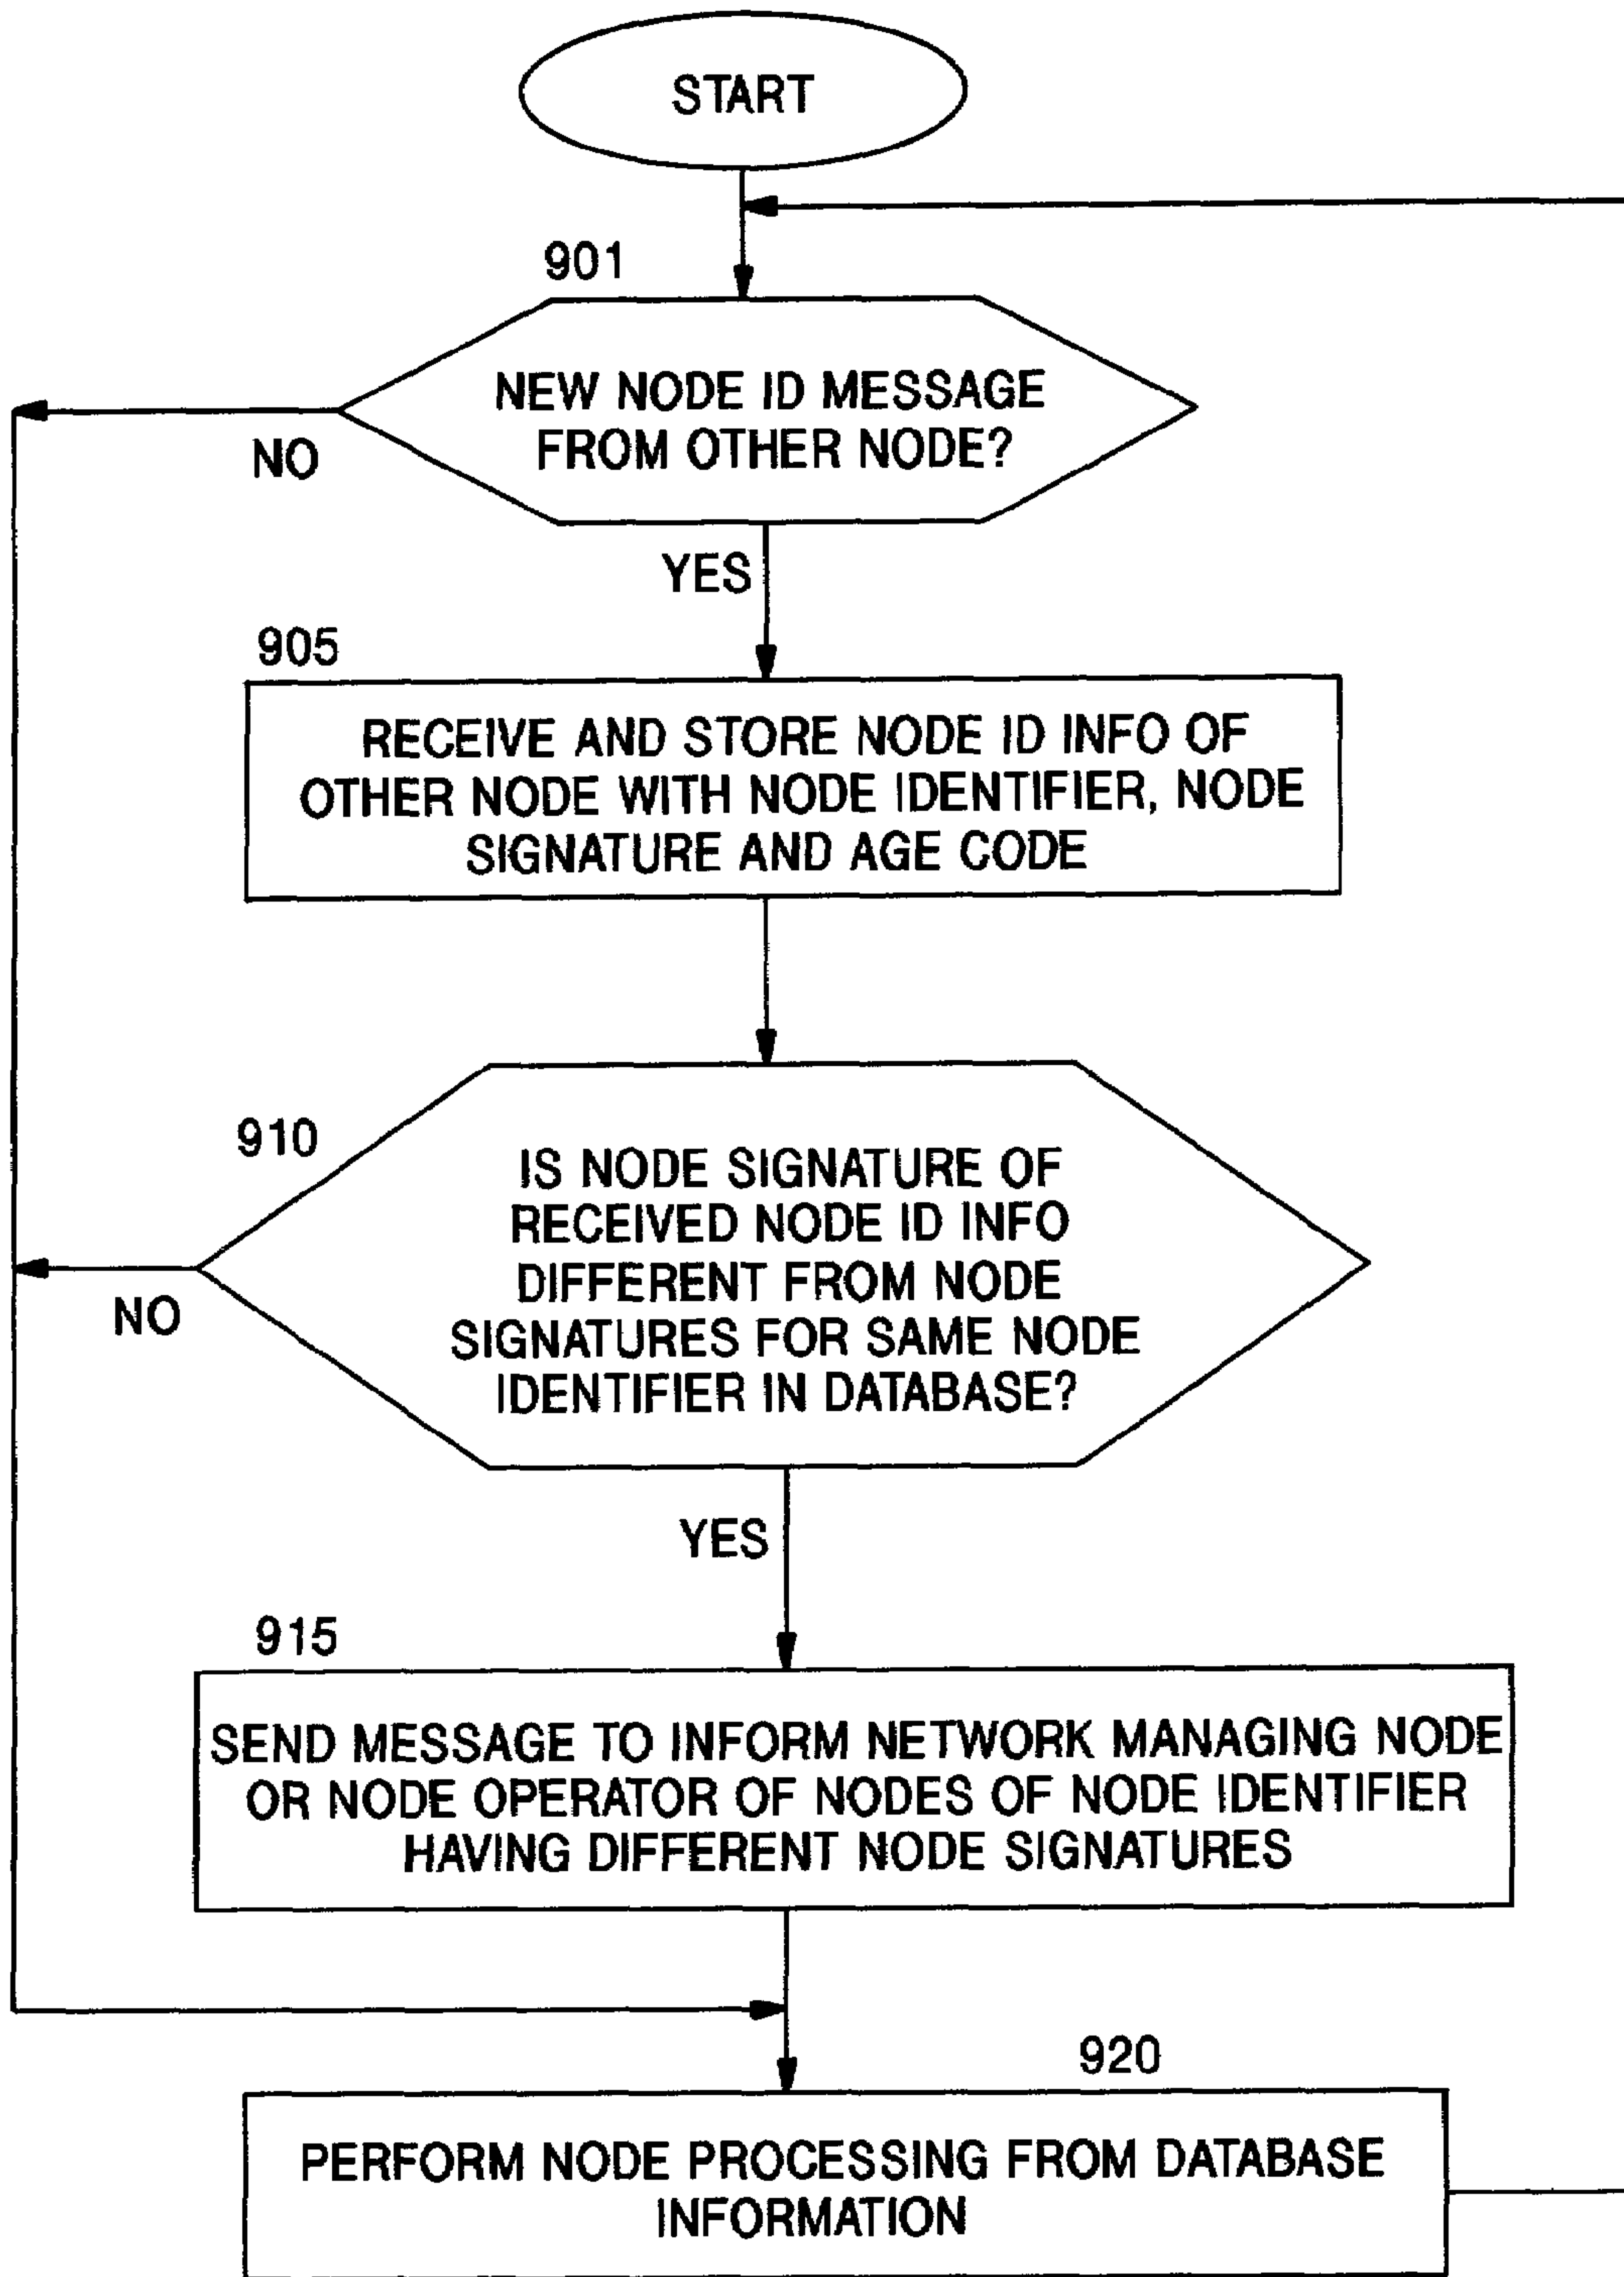 START
901
NEW NODE ID MESSAGE
FROM OTHER NODE?
NO
YES
905
RECEIVE AND STORE NODE ID INFO OF
OTHER NODE WITH NODE IDENTIFIER, NODE
SIGNATURE AND AGE CODE
910
IS NODE SIGNATURE OF
RECEIVED NODE ID INFO
DIFFERENT FROM NODE
SIGNATURES FOR SAME NODE
IDENTIFIER IN DATABASE?
NO
YES
915
SEND MESSAGE TO INFORM NETWORK MANAGING NODE
OR NODE OPERATOR OF NODES OF NODE IDENTIFIER
HAVING DIFFERENT NODE SIGNATURES
920
PERFORM NODE PROCESSING FROM DATABASE
INFORMATION